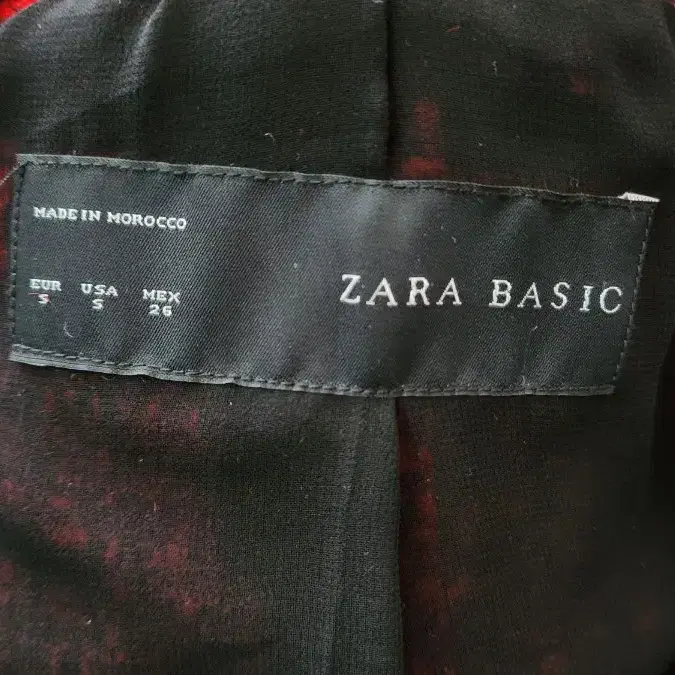 MADE IN MOROCCO
EUR USA MEX
S S 26
ZARA BASIC